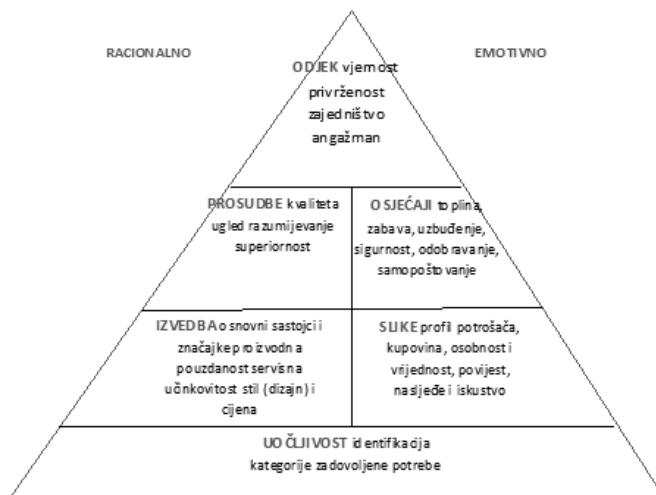 RACIONALNO
EMOTIVNO
ODJEK vjernost
privrženost
zajedništvo
angažman
PROSUDBE kvaliteta
ugled razumijevanje
superiornost
OSJEĆAJI toplina,
zabava, uzbuđenje,
sigurnost, odobravanje,
samopoštovanje
IZVEDBA osnovni sastojci i
značajke proizvodna
pouzdanost servisna
učinkovitost stil (dizajn) i
cijena
SLIKE profil potrošača,
kupovina, osobnost i
vrijednost, povijest,
nasljeđe i iskustvo
UOČLJIVOST identifikacija
kategorije zadovoljene potrebe